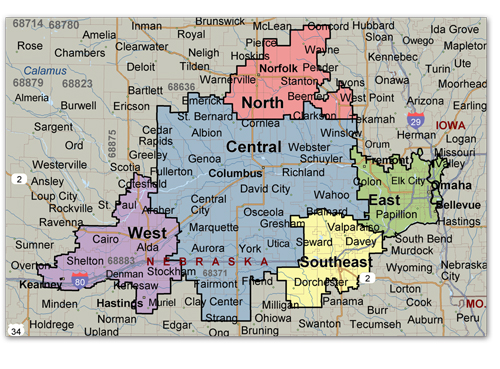 68714 68780
Inman
Brunswick
McLean
Concord
Hubbard
Ida Grove
Rose
Amelia
Royal
Pierce
Sloan
Owego
Mapleton
Chambers
Clearwater
Neligh
Hoskins
Wayne
Kennebec
Ute
Calamus
Deloit
Tilden
Norfolk
Pender
Turin
68879 68823
Warnerville
Stanton
Lyons
Onawa
Moorhead
Almeria
Bartlett
68636
Beemer
West Point
Arizona
Earling
Burwell
Ericson
Emerick
North
Clarkson
Tekamah
29
Sargent
68875
St. Bernard
Cornlea
Winslow
Herman
IOWA
Ord
Cedar
Rapids
Albion
Central
Webster
Orum
Logan
Westerville
Greeley
Genoa
Schuyler
Fremont
Missouri
Valley
2
Ansley
Scotia
Fullerton
Columbus
Richland
Colon
Elk City
Omaha
Loup City
Cotesfield
David City
Wahoo
East
Bellevue
Rockville
St. Paul
Central
City
Ravenna
Archer
Osceola
Brainard
Papillion
Hastings
Marquette
Gresham
Valparaiso
Sumner
Cairo
West
Utica
Seward
Davey
South Bend
Alda
Aurora
York
Murdock
Overton
Shelton
68883
NEBRASKA
Southeast
Wyoming
Nebraska
City
Kearney
80
Denman
Stockham
68371
2
Kenesaw
Fairmont
Friend
Dorchester
Lorton
Minden
Hastings
Muriel
Clay Center
Milligan
Panama
Cook
MO.
34
Holdrege
Norman
Strang
Ohiowa
Burr
Auburn
Peru
Upland
Edgar
Ong
Bruning
Swanton
Tecumseh